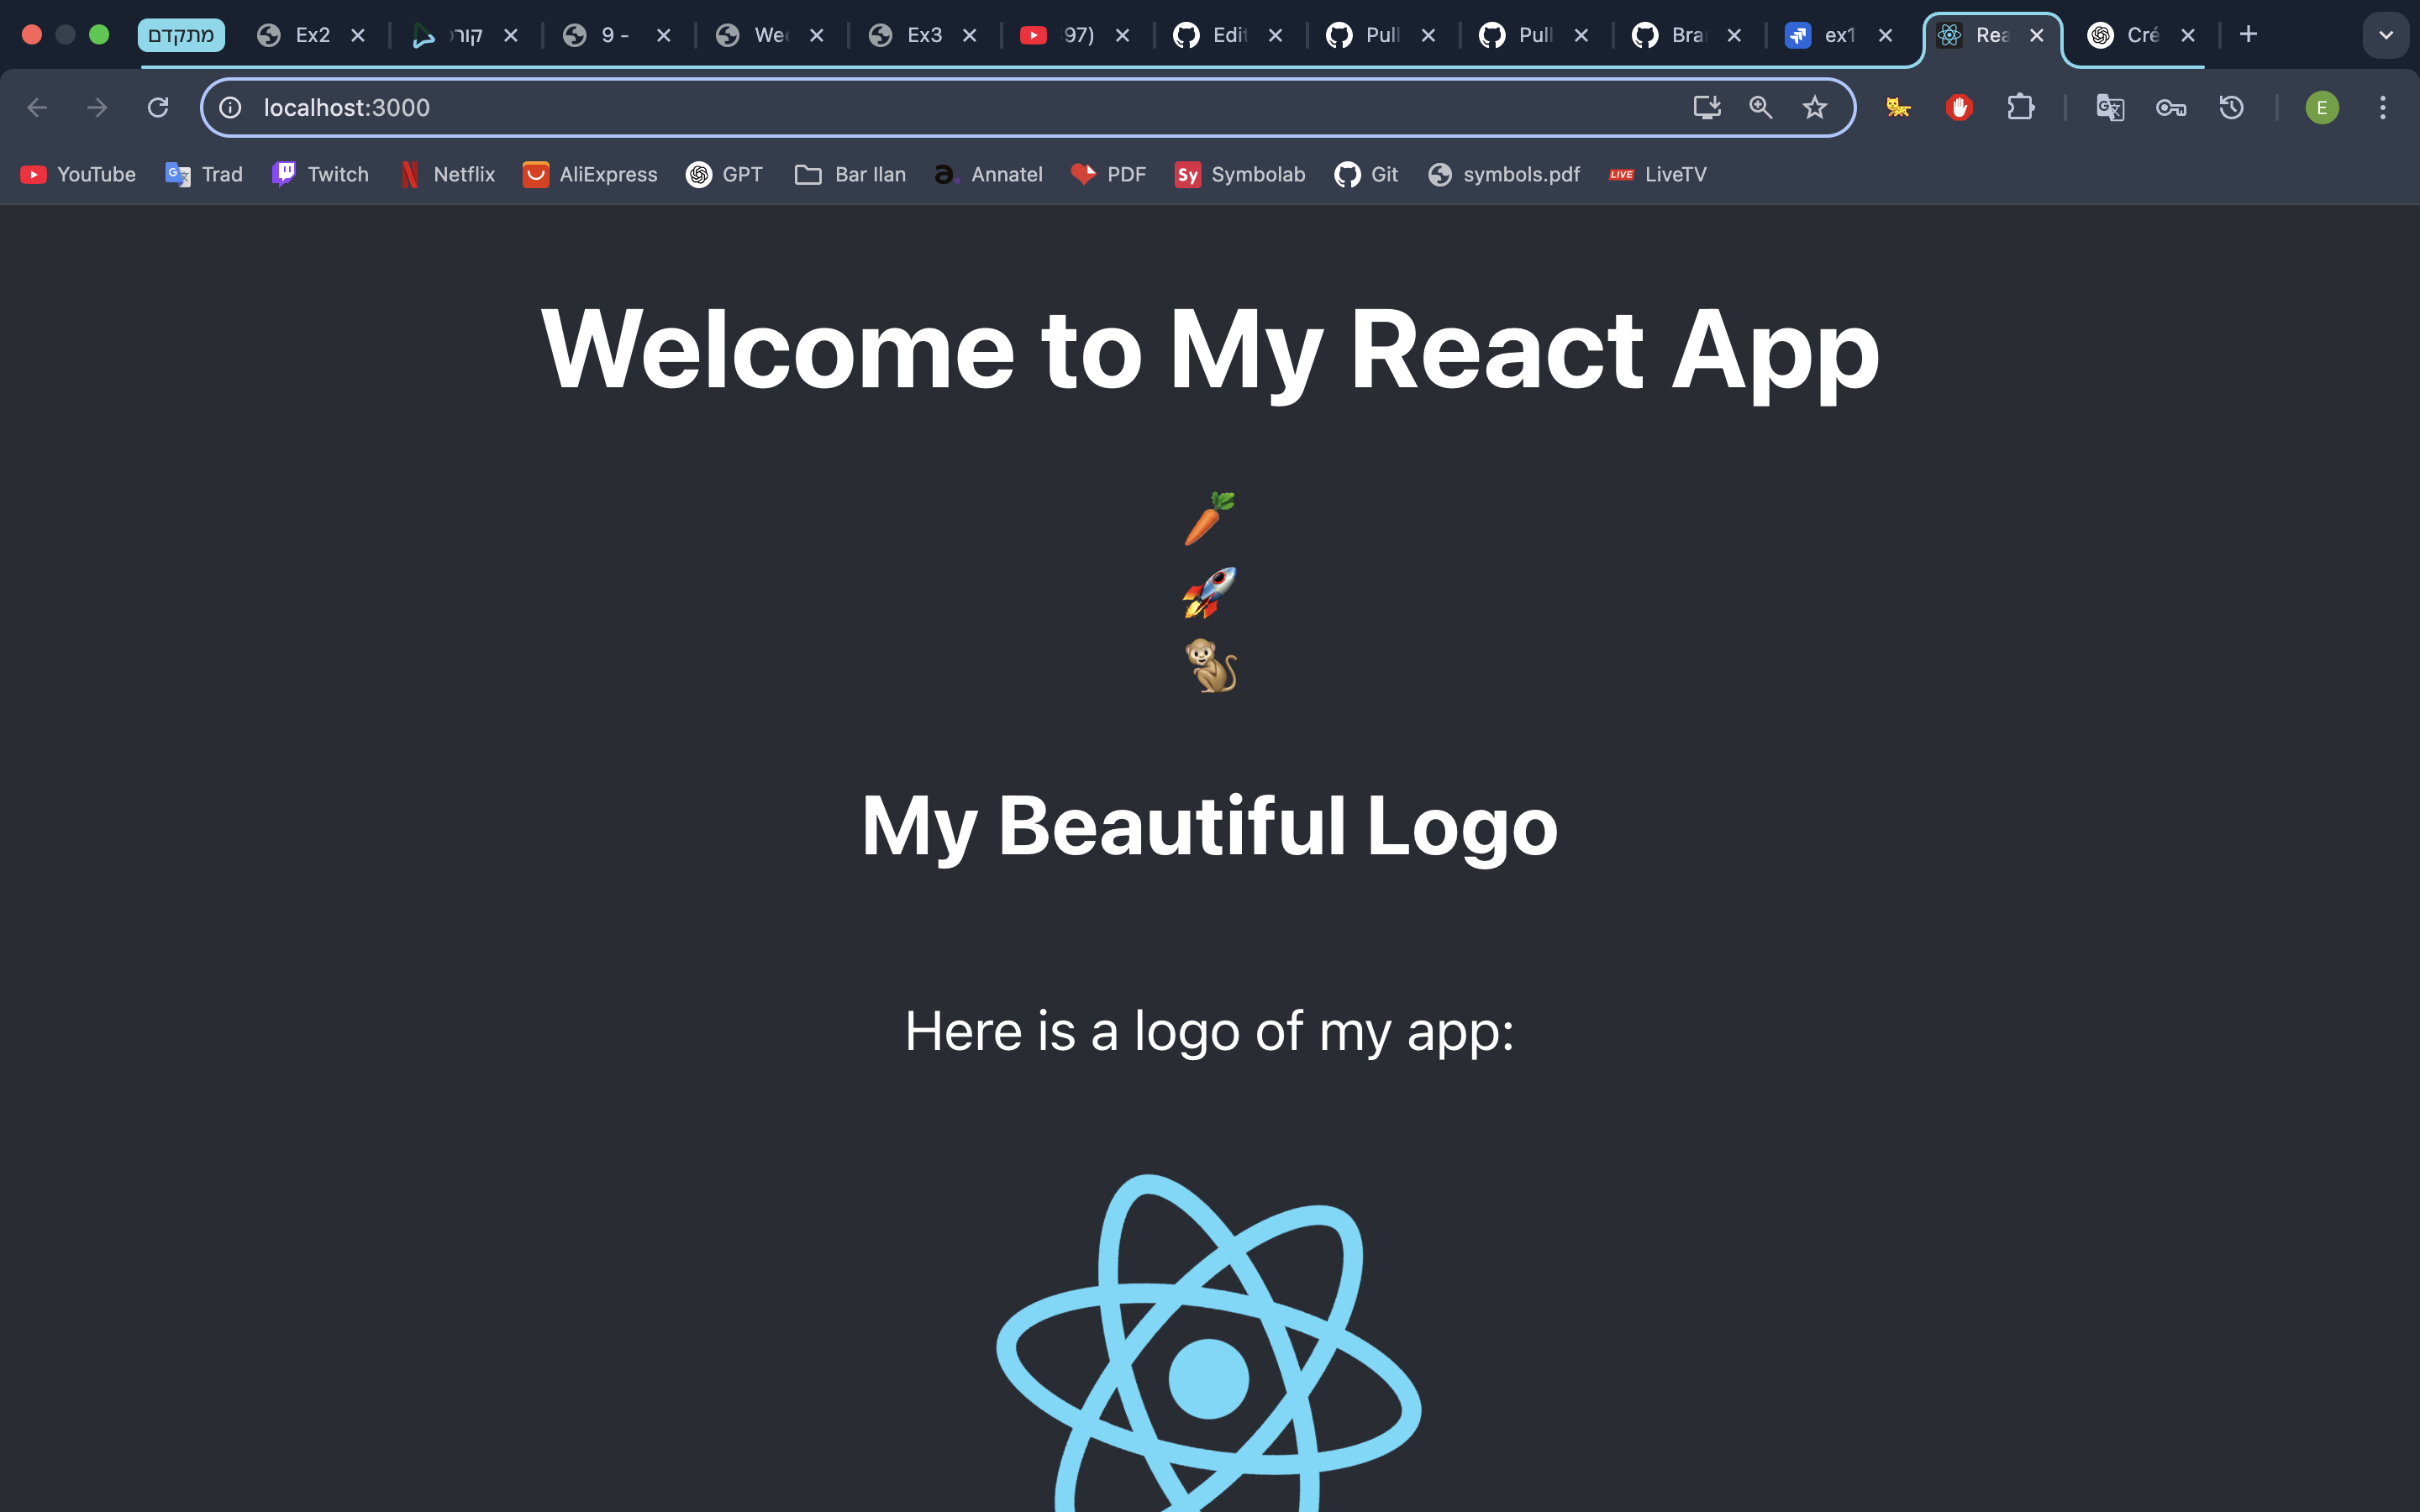 מתקדם Ex2 קור 9 - We Ex3 97) Edit Pull Pull Bra ex1 Rea Cré
localhost:3000 E
YouTube Trad Twitch Netflix AliExpress GPT Bar Ilan Annatel PDF Symbolab Git symbols.pdf LiveTV
Welcome to My React App
My Beautiful Logo
Here is a logo of my app: